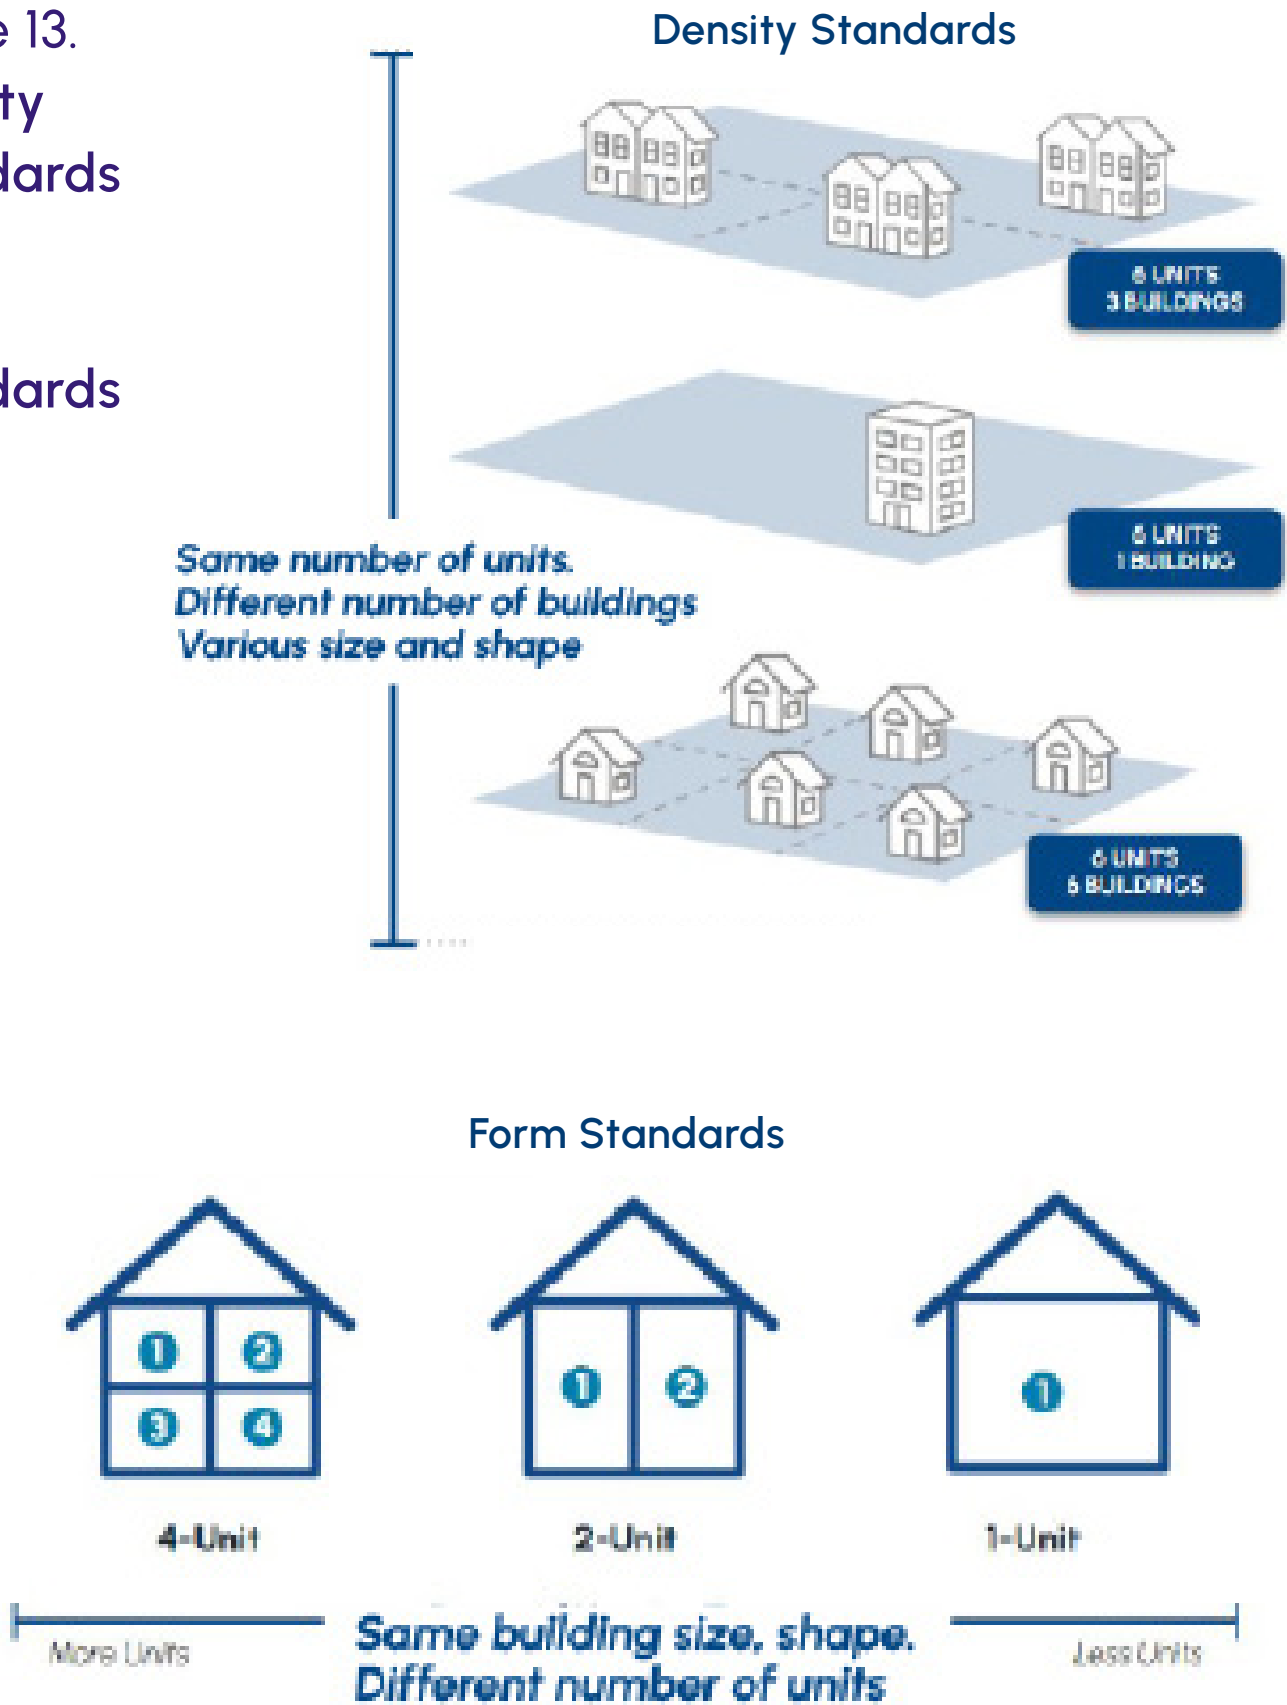 e 13.
ty
dards
dards
Density Standards
6 UNITS
3 BUILDINGS
6 UNITS
1 BUILDING
Same number of units.
Different number of buildings
Various size and shape
6 UNITS
6 BUILDINGS
Form Standards
1 2
3 4
1 2
1
4-Unit 2-Unit 1-Unit
More Units
Same building size, shape.
Different number of units
Less Units